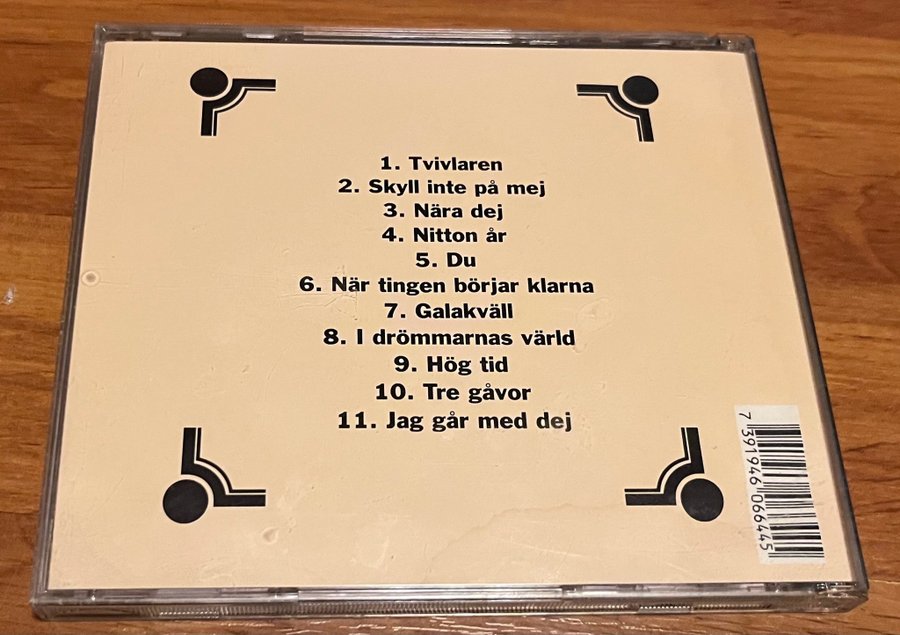 1. Tvivlaren
2. Skyll inte på mej
3. Nära dej
4. Nitton år
5. Du
6. När tingen börjar klarna
7. Galakväll
8. I drömmarnas värld
9. Hög tid
10. Tre gåvor
11. Jag går med dej
7 391946 066445